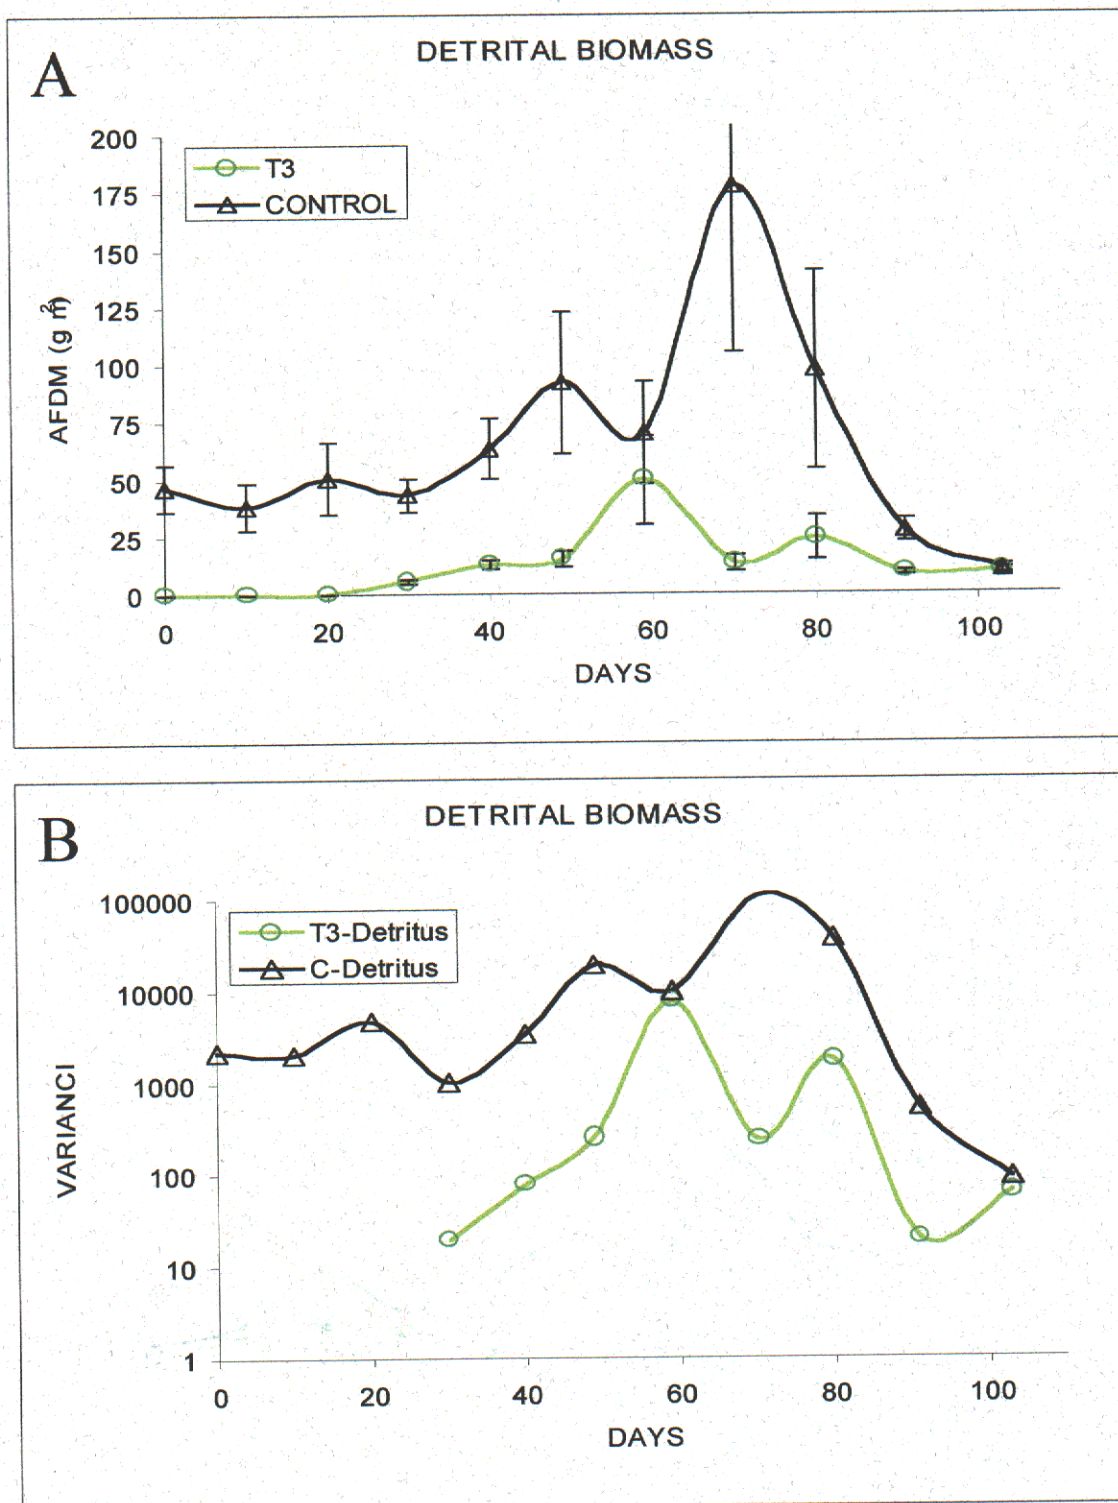 A
DETRITAL BIOMASS
T3
CONTROL
200
175
150
125
100
75
50
25
0
AFDM (g m²)
0 20 40 60 80 100
DAYS
B
DETRITAL BIOMASS
T3-Detritus
C-Detritus
100000
10000
1000
100
10
1
VARIANCI
0 20 40 60 80 100
DAYS